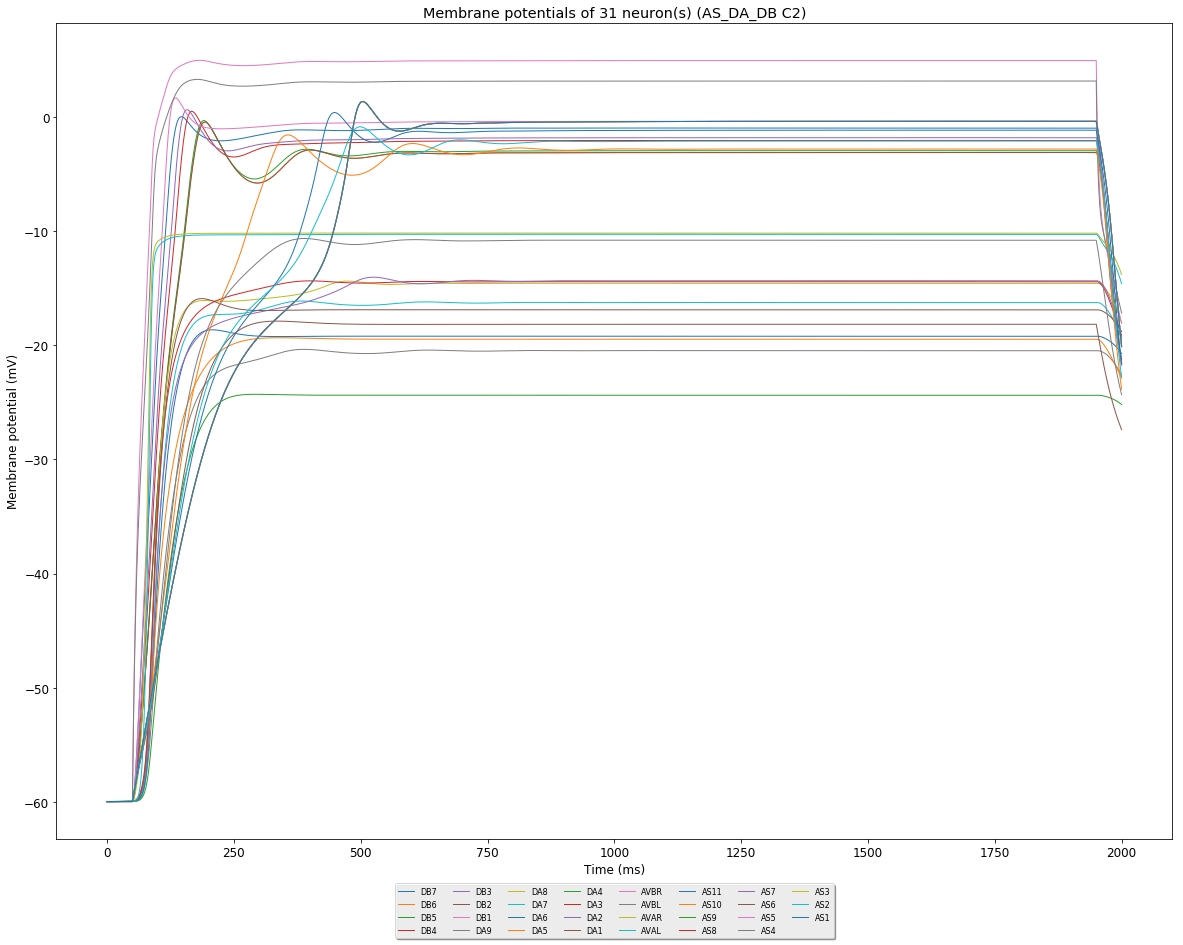 Membrane potentials of 31 neuron(s) (AS_DA_DB C2)
Membrane potential (mV)
0
−10
−20
−30
−40
−50
−60
0 250 500 750 1000 1250 1500 1750 2000
Time (ms)
DB7 DB3 DA8 DA4 AVBR AS11 AS7 AS3
DB6 DB2 DA7 DA3 AVBL AS10 AS6 AS2
DB5 DB1 DA6 DA2 AVAR AS9 AS5 AS1
DB4 DA9 DA5 DA1 AVAL AS8 AS4